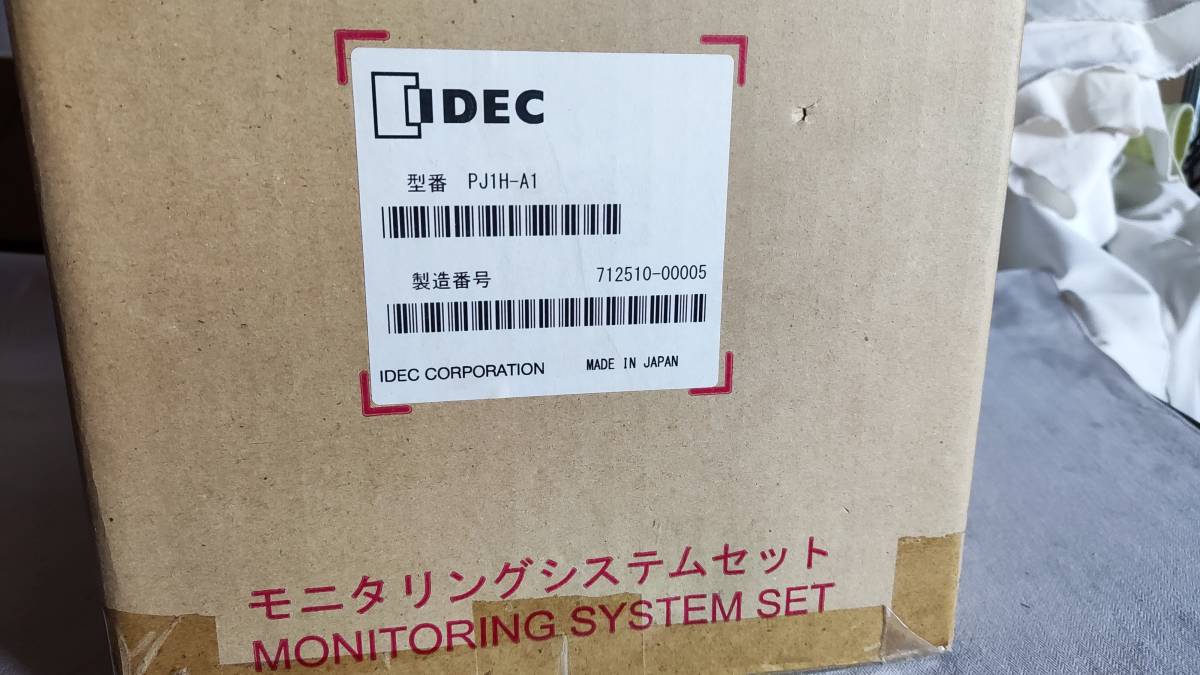 IDEC
型番 PJ1H-A1
製造番号 712510-00005
IDEC CORPORATION MADE IN JAPAN
モニタリングシステムセット
MONITORING SYSTEM SET